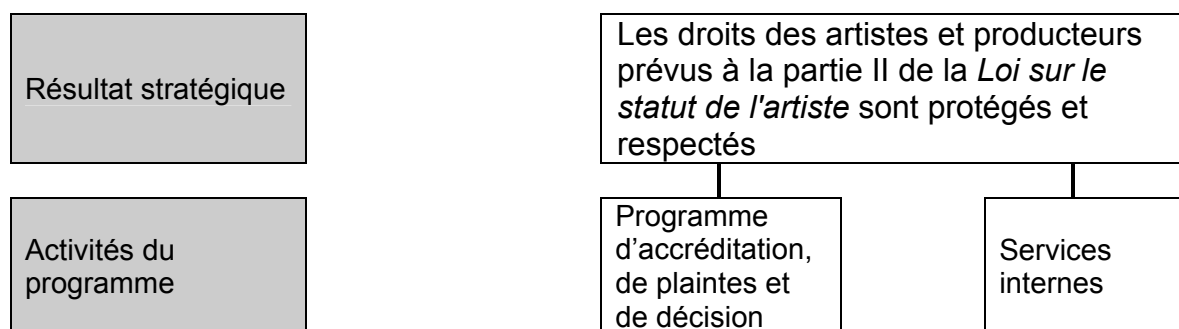 Résultat stratégique
Les droits des artistes et producteurs
prévus à la partie II de la Loi sur le
statut de l'artiste sont protégés et
respectés
Activités du
programme
Programme
d’accréditation,
de plaintes et
de décision
Services
internes